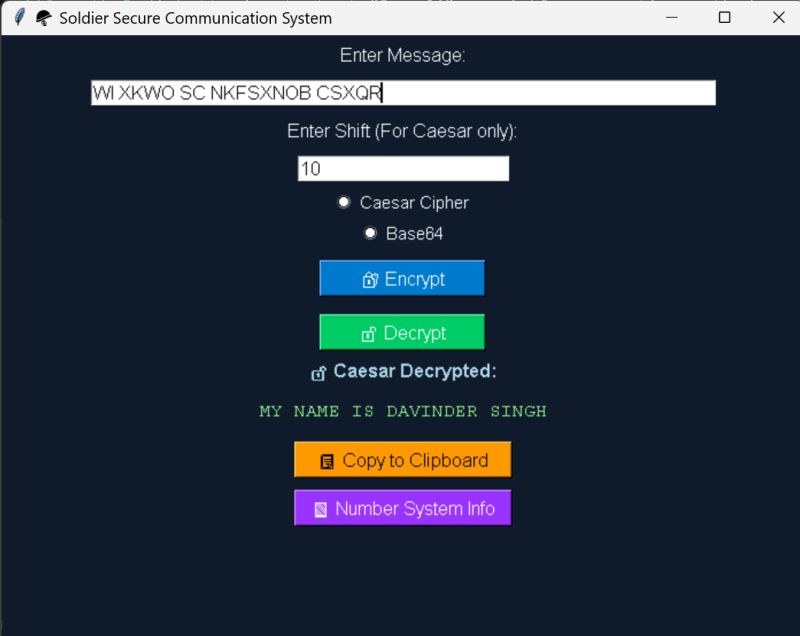 Soldier Secure Communication System
Enter Message:
WI XKWO SC NKFSXNOB CSXQR
Enter Shift (For Caesar only):
10
Caesar Cipher
Base64
Encrypt
Decrypt
Caesar Decrypted:
MY NAME IS DAVINDER SINGH
Copy to Clipboard
Number System Info